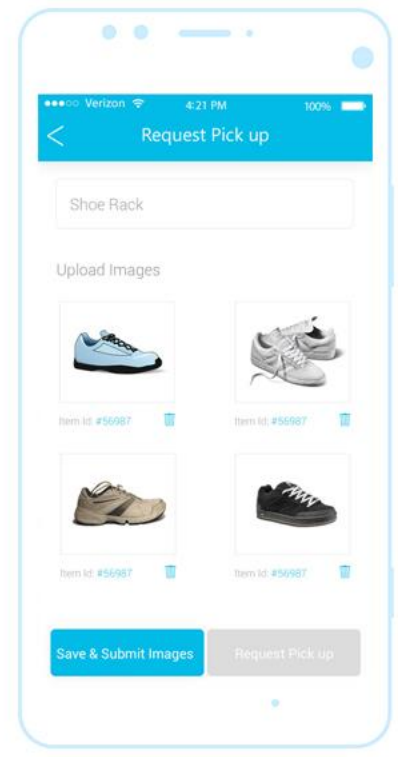 Verizon 4:21 PM 100%
Request Pick up
Shoe Rack
Upload Images
Item Id: #56987 Item Id: #56987
Item Id: #56987 Item Id: #56987
Save & Submit Images Request Pick up